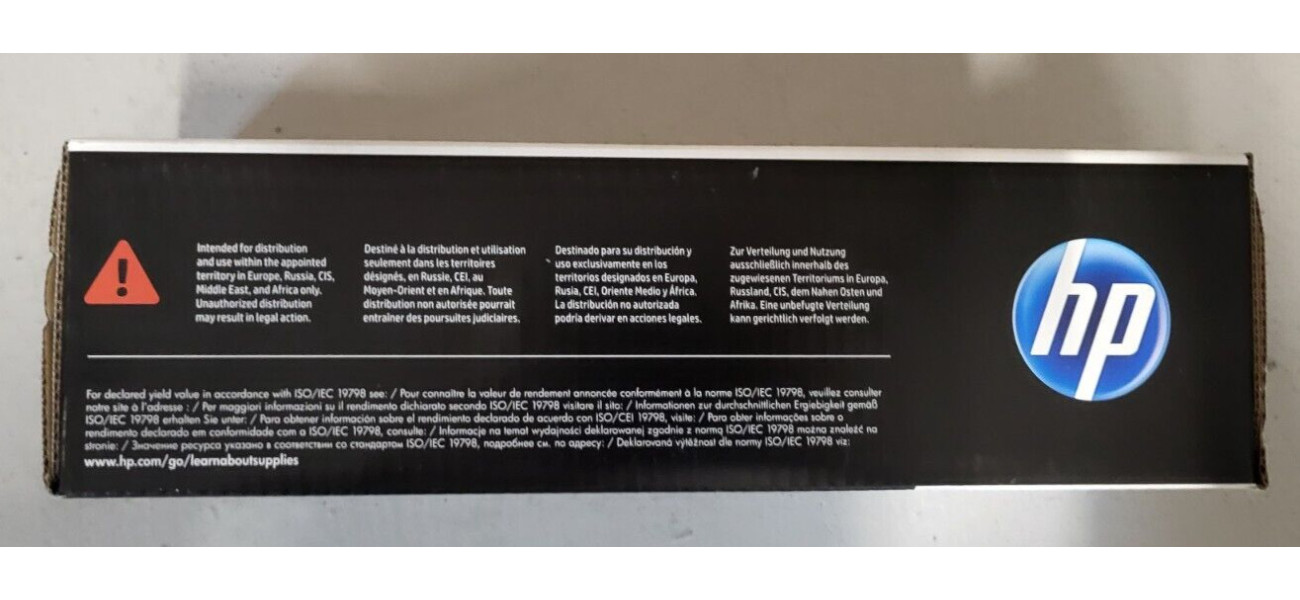 Intended for distribution
and use within the appointed
territory in Europe, Russia, CIS,
Middle East, and Africa only.
Unauthorized distribution
may result in legal action.
Destiné à la distribution et utilisation
seulement dans les territoires
désignés, en Russie, CEI, au
Moyen-Orient et en Afrique. Toute
distribution non autorisée pourrait
entraîner des poursuites judiciaires.
Destinado para su distribución y
uso exclusivamente en los
territorios designados en Europa,
Rusia, CEI, Oriente Medio y África.
La distribución no autorizada
podría derivar en acciones legales.
Zur Verteilung und Nutzung
ausschließlich innerhalb des
zugewiesenen Territoriums in Europa,
Russland, CIS, dem Nahen Osten und
Afrika. Eine unbefugte Verteilung
kann gerichtlich verfolgt werden.
hp
For declared yield value in accordance with ISO/IEC 19798 see: / Pour connaître la valeur de rendement annoncée conformément à la norme ISO/IEC 19798, veuillez consulter
notre site à l'adresse : / Per maggiori informazioni su il rendimento dichiarato secondo ISO/IEC 19798 visitare il sito: / Informationen zur durchschnittlichen Ergiebigkeit gemäß
ISO/IEC 19798 erhalten Sie unter: / Para obtener información sobre el rendimiento declarado de acuerdo con ISO/CEI 19798, visite: / Para obter informações sobre o
rendimento declarado em conformidade com a ISO/IEC 19798, consulte: / Informacje na temat wydajności deklarowanej zgodnie z normą ISO/IEC 19798 można znaleźć na
stronie: / Значение ресурса указано в соответствии со стандартом ISO/IEC 19798, подробнее см. по адресу: / Deklarovaná výtěžnost dle normy ISO/IEC 19798 viz:
www.hp.com/go/learnaboutsupplies